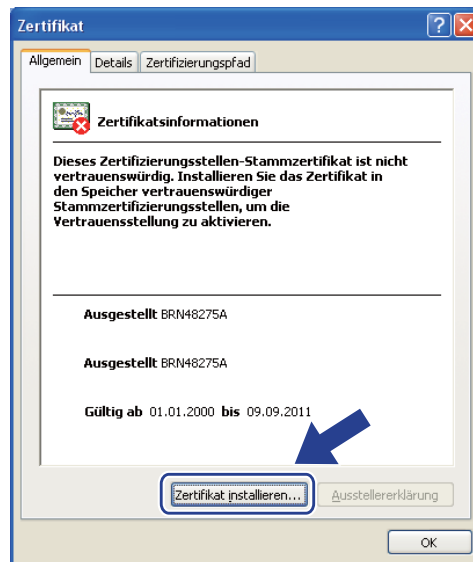 Zertifikat
Allgemein Details Zertifizierungspfad
Zertifikatsinformationen
Dieses Zertifizierungsstellen-Stammzertifikat ist nicht
vertrauenswürdig. Installieren Sie das Zertifikat in
den Speicher vertrauenswürdiger
Stammzertifizierungsstellen, um die
Vertrauensstellung zu aktivieren.
Ausgestellt BRN48275A
Ausgestellt BRN48275A
Gültig ab 01.01.2000 bis 09.09.2011
Zertifikat installieren... Ausstellererklärung
OK